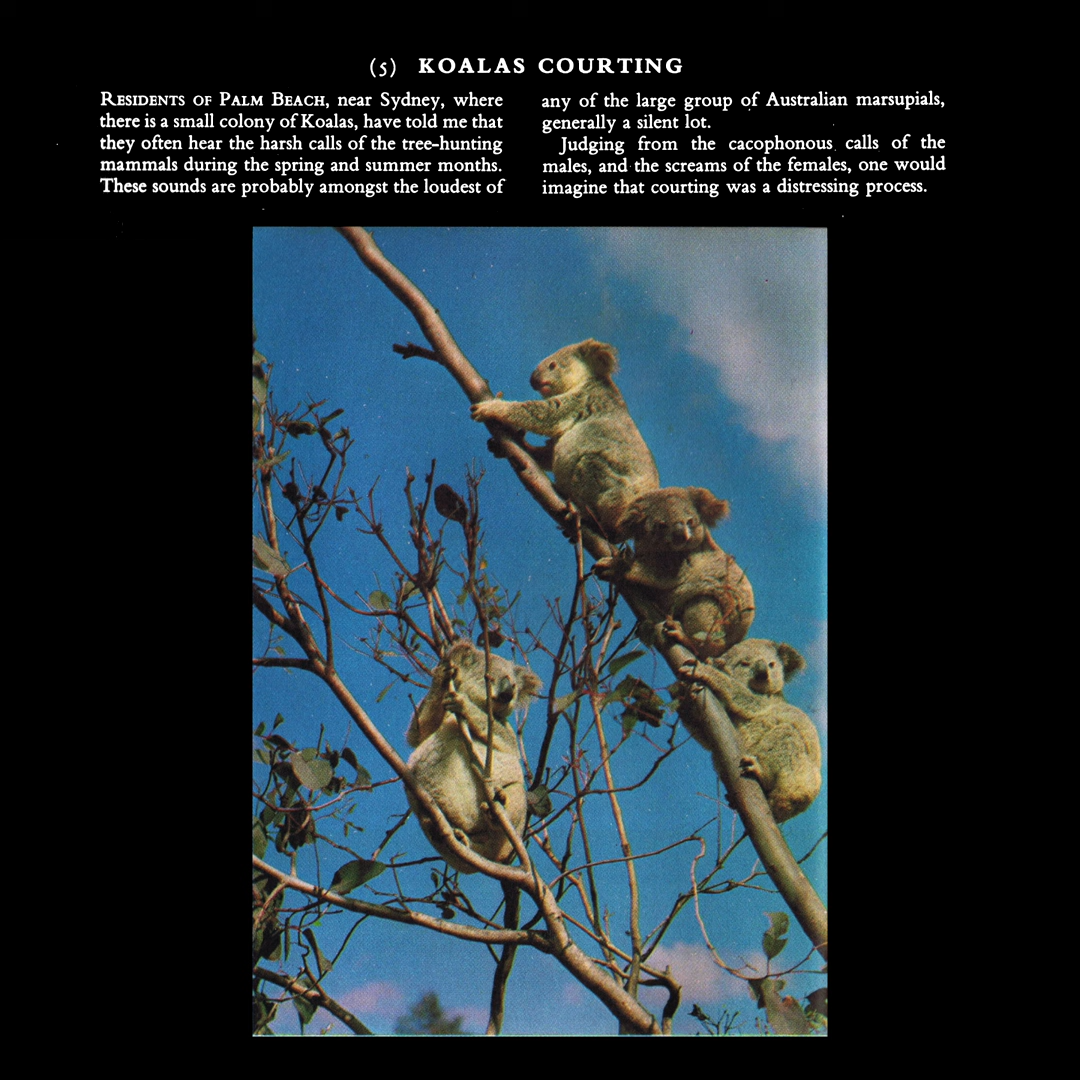 (5) KOALAS COURTING
RESIDENTS OF PALM BEACH, near Sydney, where
there is a small colony of Koalas, have told me that
they often hear the harsh calls of the tree-hunting
mammals during the spring and summer months.
These sounds are probably amongst the loudest of
any of the large group of Australian marsupials,
generally a silent lot.
Judging from the cacophonous calls of the
males, and the screams of the females, one would
imagine that courting was a distressing process.